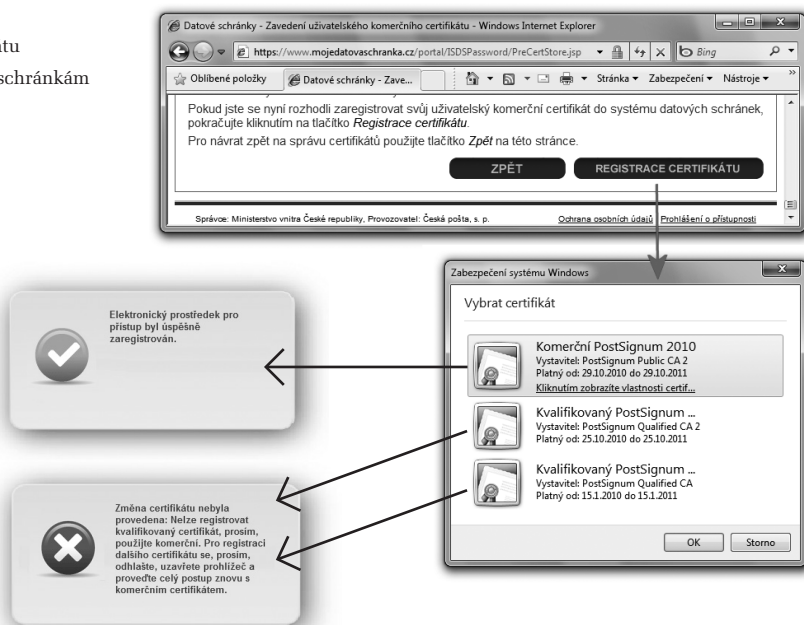 tu
schránkám
Datové schránky - Zavedení uživatelského komerčního certifikátu - Windows Internet Explorer
https://www.mojedatovaschranka.cz/portal/ISDSPassword/PreCertStore.jsp
Bing
Oblíbené položky
Datové schránky - Zave...
Stránka
Zabezpečení
Nástroje
»
Pokud jste se nyní rozhodli zaregistrovat svůj uživatelský komerční certifikát do systému datových schránek,
pokračujte kliknutím na tlačítko Registrace certifikátu.
Pro návrat zpět na správu certifikátů použijte tlačítko Zpět na této stránce.
ZPĚT
REGISTRACE CERTIFIKÁTU
Správce: Ministerstvo vnitra České republiky, Provozovatel: Česká pošta, s. p.
Ochrana osobních údajů
Prohlášení o přístupnosti
Zabezpečení systému Windows
Vybrat certifikát
Komerční PostSignum 2010
Vystavitel: PostSignum Public CA 2
Platný od: 29.10.2010 do 29.10.2011
Kliknutím zobrazíte vlastnosti certif...
Kvalifikovaný PostSignum ...
Vystavitel: PostSignum Qualified CA 2
Platný od: 25.10.2010 do 25.10.2011
Kvalifikovaný PostSignum ...
Vystavitel: PostSignum Qualified CA
Platný od: 15.1.2010 do 15.1.2011
OK
Storno
Elektronický prostředek pro
přístup byl úspěšně
zaregistrován.
Změna certifikátu nebyla
provedena: Nelze registrovat
kvalifikovaný certifikát, prosím,
použijte komerční. Pro registraci
dalšího certifikátu se, prosím,
odhlašte, uzavřete prohlížeč a
proveďte celý postup znovu s
komerčním certifikátem.